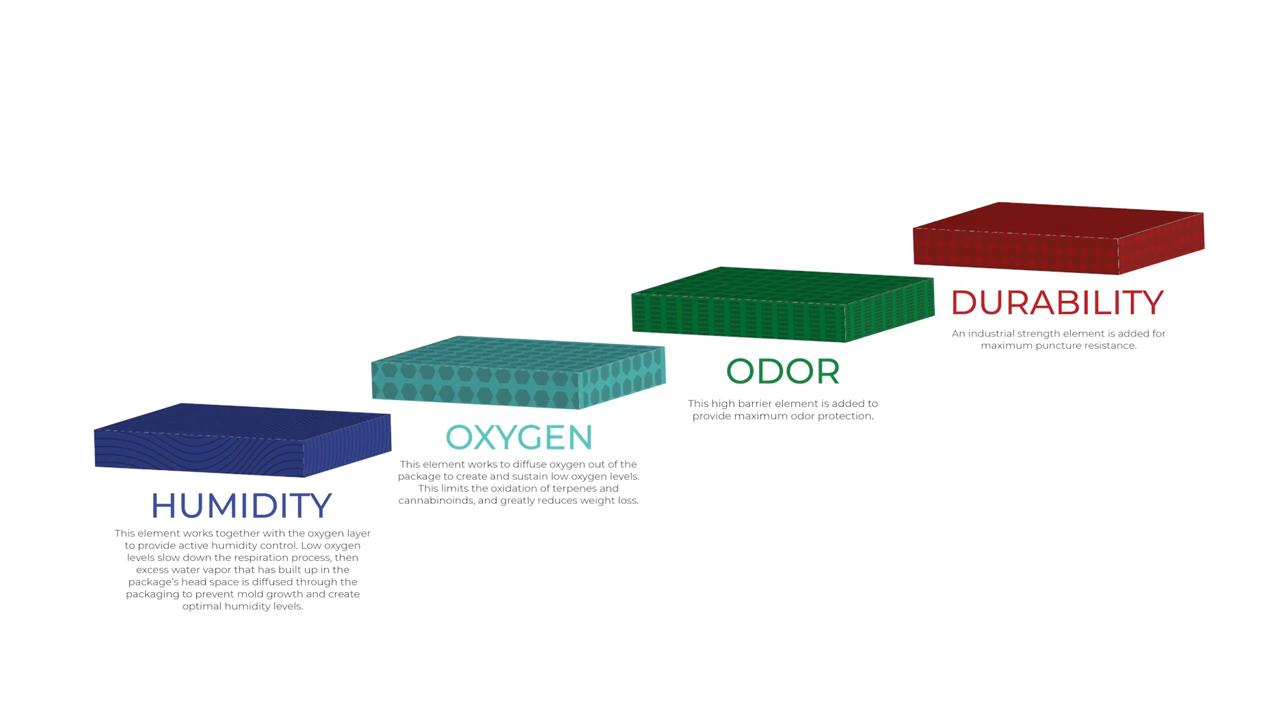 HUMIDITY
This element works together with the oxygen layer
to provide active humidity control. Low oxygen
levels slow down the respiration process, then
excess water vapor that has built up in the
package's head space is diffused through the
packaging to prevent mold growth and create
optimal humidity levels.
OXYGEN
This element works to diffuse oxygen out of the
package to create and sustain low oxygen levels.
This limits the oxidation of terpenes and
cannabinoinds, and greatly reduces weight loss.
ODOR
This high barrier element is added to
provide maximum odor protection.
DURABILITY
An industrial strength element is added for
maximum puncture resistance.